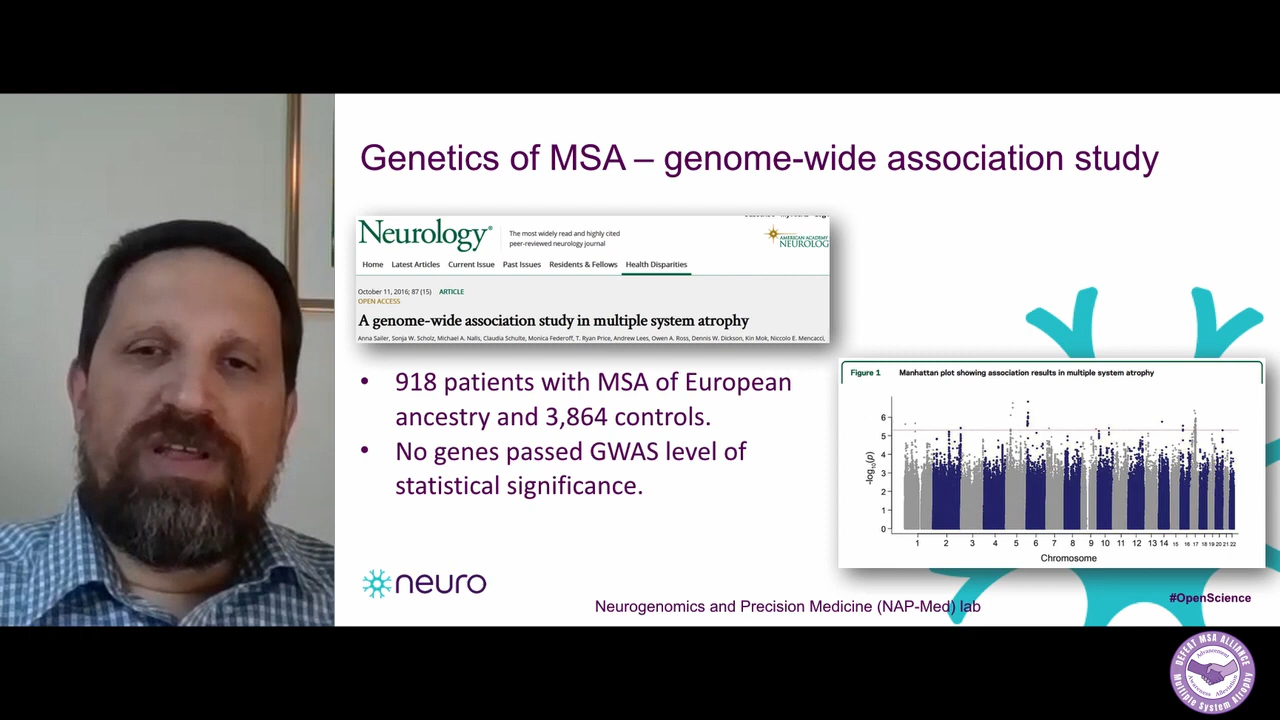 Genetics of MSA – genome-wide association study
Neurology®
The most widely read and highly cited
peer-reviewed neurology journal
AMERICAN ACADEMY
NEUROLOG
Home Latest Articles Current Issue Past Issues Residents & Fellows Health Disparities
October 11, 2016; 87 (15) ARTICLE
OPEN ACCESS
A genome-wide association study in multiple system atrophy
Anna Sailer, Sonja W. Scholz, Michael A. Nalls, Claudia Schulte, Monica Federoff, T. Ryan Price, Andrew Lees, Owen A. Ross, Dennis W. Dickson, Kin Mok, Niccolo E. Mencacci,
• 918 patients with MSA of European
ancestry and 3,864 controls.
• No genes passed GWAS level of
statistical significance.
Figure 1 Manhattan plot showing association results in multiple system atrophy
6
5
4
3
2
1
0
-log10(p)
1 2 3 4 5 6 7 8 9 10 11 12 13 14 15 16 17 18 19 20 21 22
Chromosome
neuro
Neurogenomics and Precision Medicine (NAP-Med) lab
#OpenScience
DEFEAT MSA ALLIANCE
Advancement
Awareness Alleviation
Multiple System Atrophy